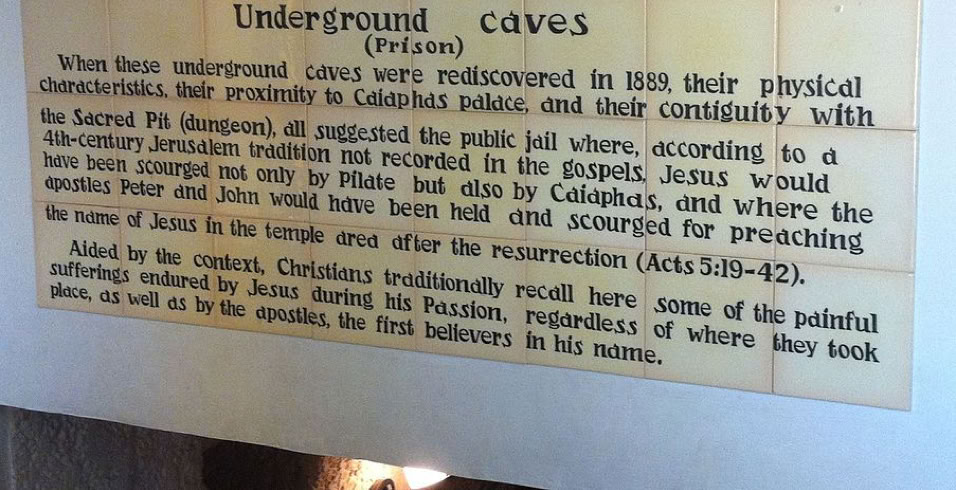 Underground caves
(Prison)
When these underground caves were rediscovered in 1889, their physical
characteristics, their proximity to Caiaphas palace, and their contiguity with
the Sacred Pit (dungeon), all suggested the public jail where, according to a
4th-century Jerusalem tradition not recorded in the gospels, Jesus would
have been scourged not only by Pilate but also by Caiaphas, and where the
apostles Peter and John would have been held and scourged for preaching
the name of Jesus in the temple area after the resurrection (Acts 5:19-42).
Aided by the context, Christians traditionally recall here some of the painful
sufferings endured by Jesus during his Passion, regardless of where they took
place, as well as by the apostles, the first believers in his name.